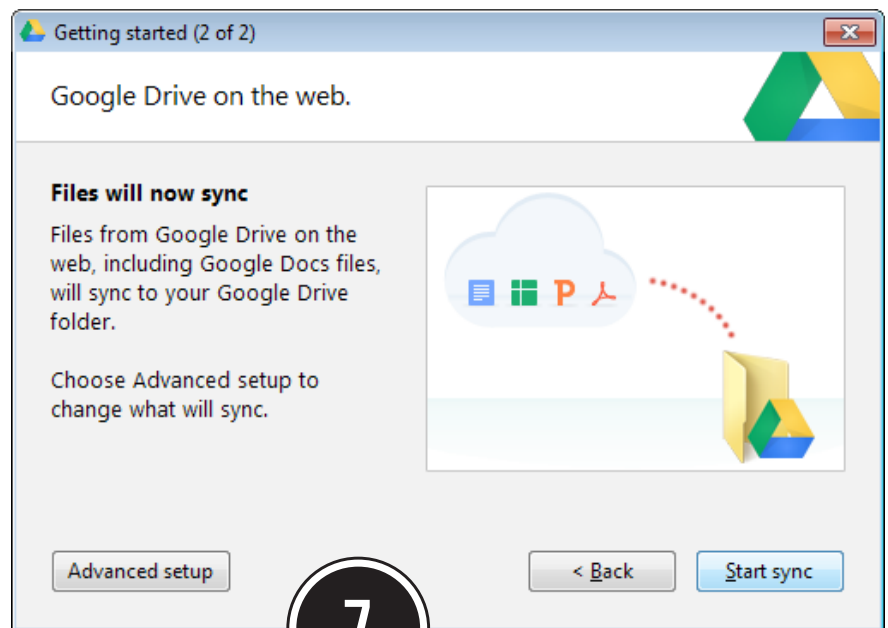 Getting started (2 of 2)
Google Drive on the web.
Files will now sync
Files from Google Drive on the
web, including Google Docs files,
will sync to your Google Drive
folder.
Choose Advanced setup to
change what will sync.
P
Advanced setup
< Back
Start sync
7